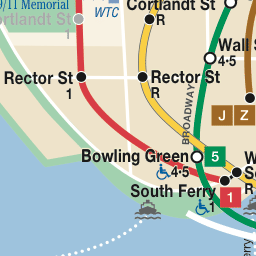 9/11 Memorial
Cortlandt St
1
WTC
Cortlandt St
R
Wall S
4·5
Rector St
1
Rector St
R
BROADWAY
J Z
Bowling Green
4·5
5
South Ferry
1
1
R